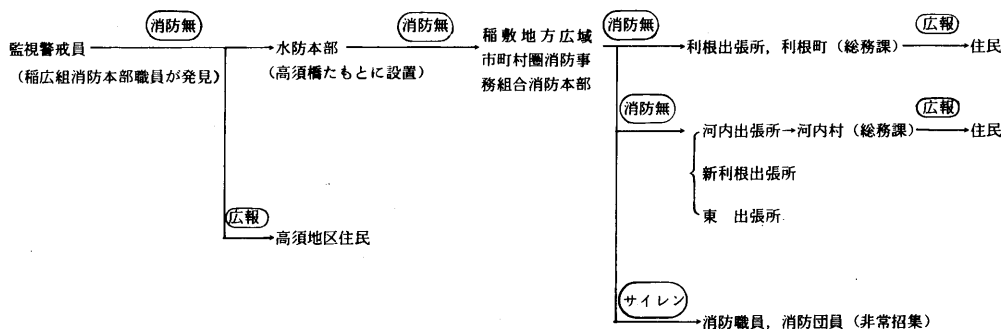 消防無
監視警戒員
(稲広組消防本部職員が発見)
水防本部
(高須橋たもとに設置)
消防無
稲敷地方広域
市町村圏消防事
務組合消防本部
消防無
利根出張所,利根町(総務課)
広報
住民
消防無
河内出張所→河内村(総務課)
広報
住民
新利根出張所
東 出張所
広報
高須地区住民
サイレン
消防職員,消防団員(非常招集)